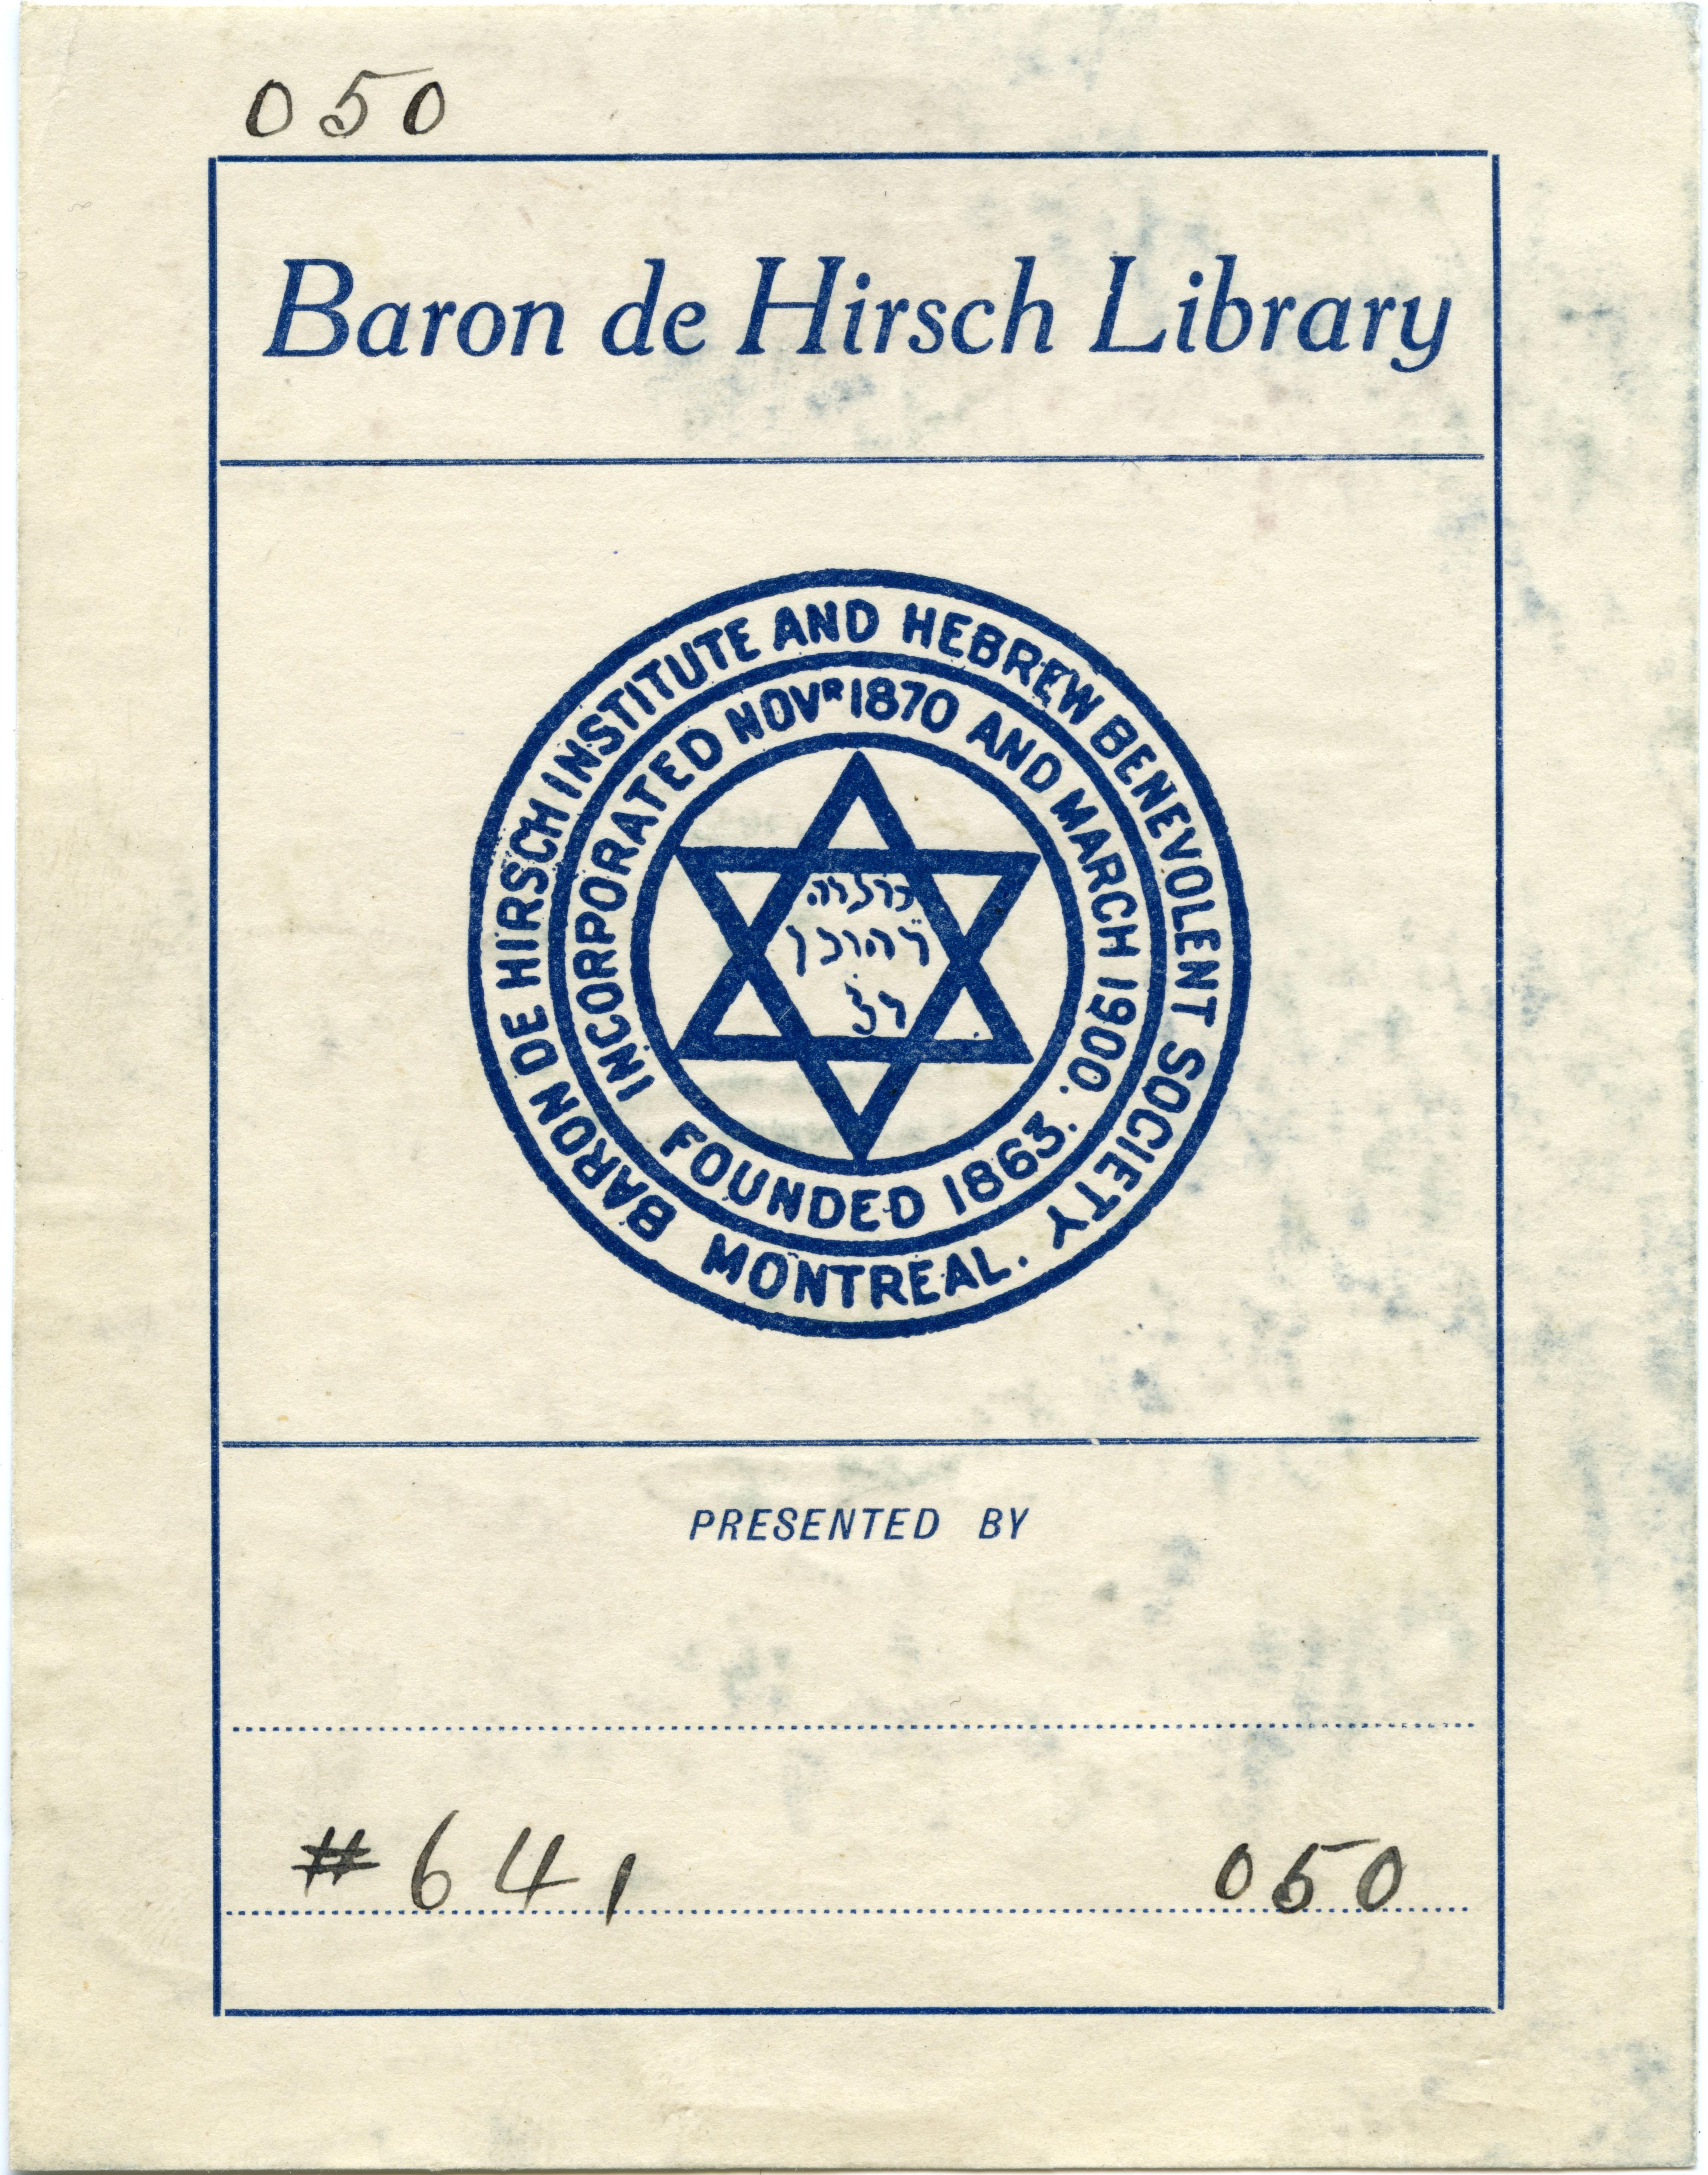 050
Baron de Hirsch Library
BARON DE HIRSCH INSTITUTE AND HEBREW BENEVOLENT SOCIETY
MONTREAL.
INCORPORATED NOVR 1870 AND MARCH 1900.
FOUNDED 1863.
PRESENTED BY
#641 050